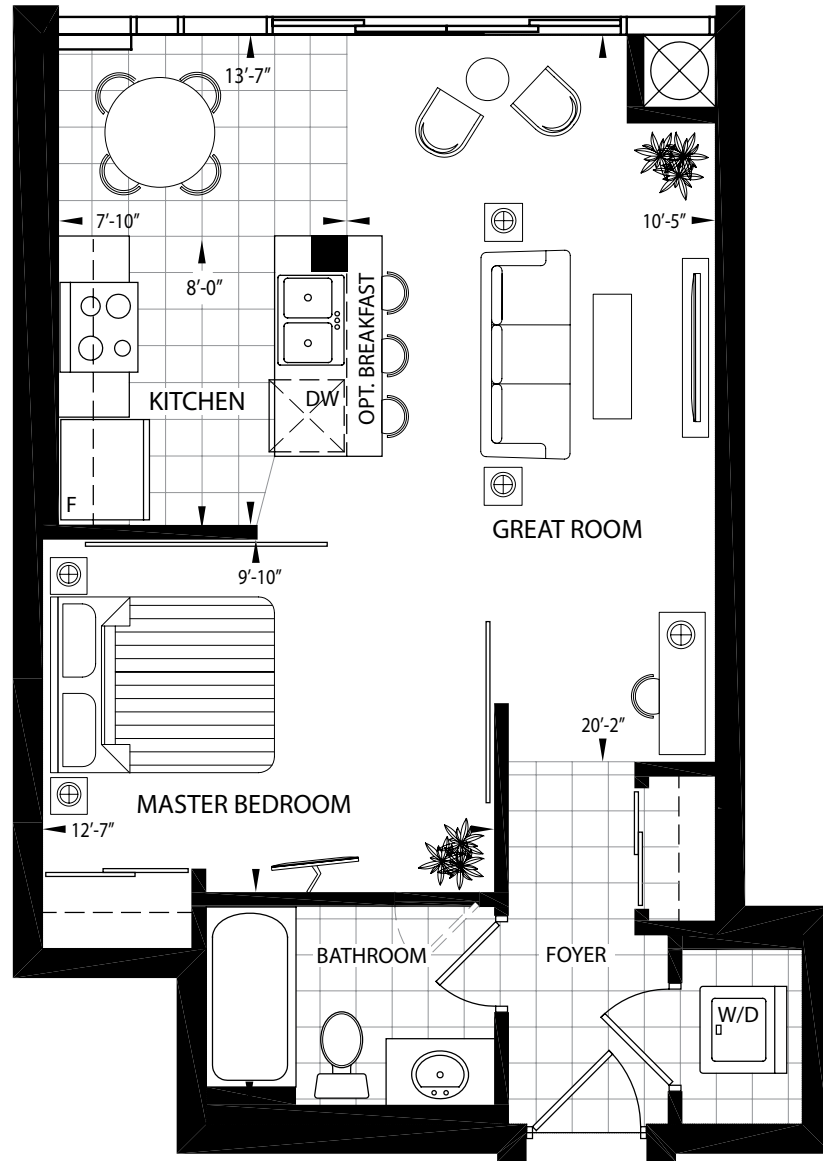 13'-7"
7'-10"
10'-5"
8'-0"
OPT. BREAKFAST
KITCHEN
DW
F
GREAT ROOM
9'-10"
20'-2"
MASTER BEDROOM
12'-7"
BATHROOM
FOYER
W/D